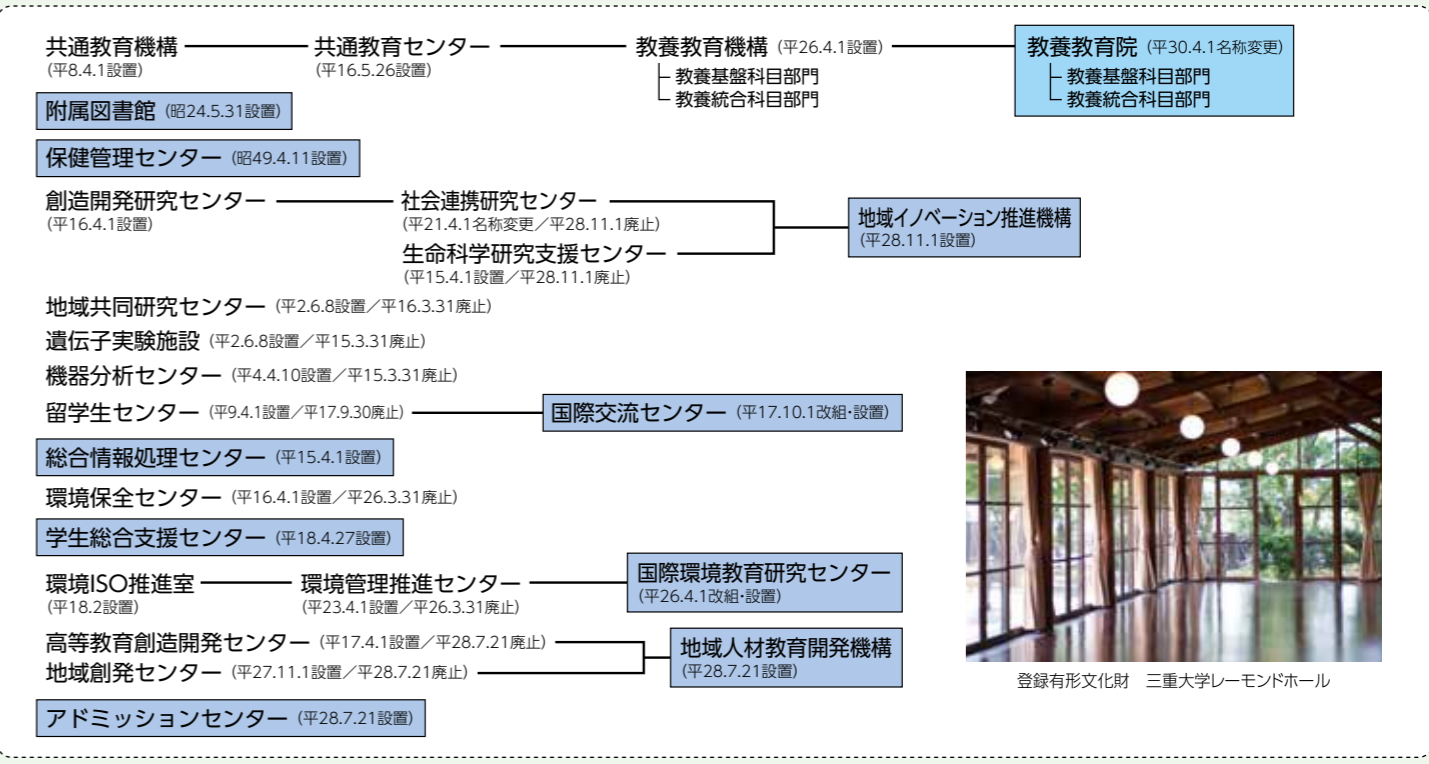 共通教育機構
(平8.4.1設置)
共通教育センター
(平16.5.26設置)
教養教育機構 (平26.4.1設置)
教養基盤科目部門
教養統合科目部門
教養教育院 (平30.4.1名称変更)
教養基盤科目部門
教養統合科目部門
附属図書館 (昭24.5.31設置)
保健管理センター (昭49.4.11設置)
創造開発研究センター
(平16.4.1設置)
社会連携研究センター
(平21.4.1名称変更／平28.11.1廃止)
生命科学研究支援センター
(平15.4.1設置／平28.11.1廃止)
地域イノベーション推進機構
(平28.11.1設置)
地域共同研究センター (平2.6.8設置／平16.3.31廃止)
遺伝子実験施設 (平2.6.8設置／平15.3.31廃止)
機器分析センター (平4.4.10設置／平15.3.31廃止)
留学生センター (平9.4.1設置／平17.9.30廃止)
国際交流センター (平17.10.1改組・設置)
総合情報処理センター (平15.4.1設置)
環境保全センター (平16.4.1設置／平26.3.31廃止)
学生総合支援センター (平18.4.27設置)
環境ISO推進室
(平18.2設置)
環境管理推進センター
(平23.4.1設置／平26.3.31廃止)
国際環境教育研究センター
(平26.4.1改組・設置)
高等教育創造開発センター (平17.4.1設置／平28.7.21廃止)
地域創発センター (平27.11.1設置／平28.7.21廃止)
地域人材教育開発機構
(平28.7.21設置)
アドミッションセンター (平28.7.21設置)
登録有形文化財　三重大学レーモンドホール